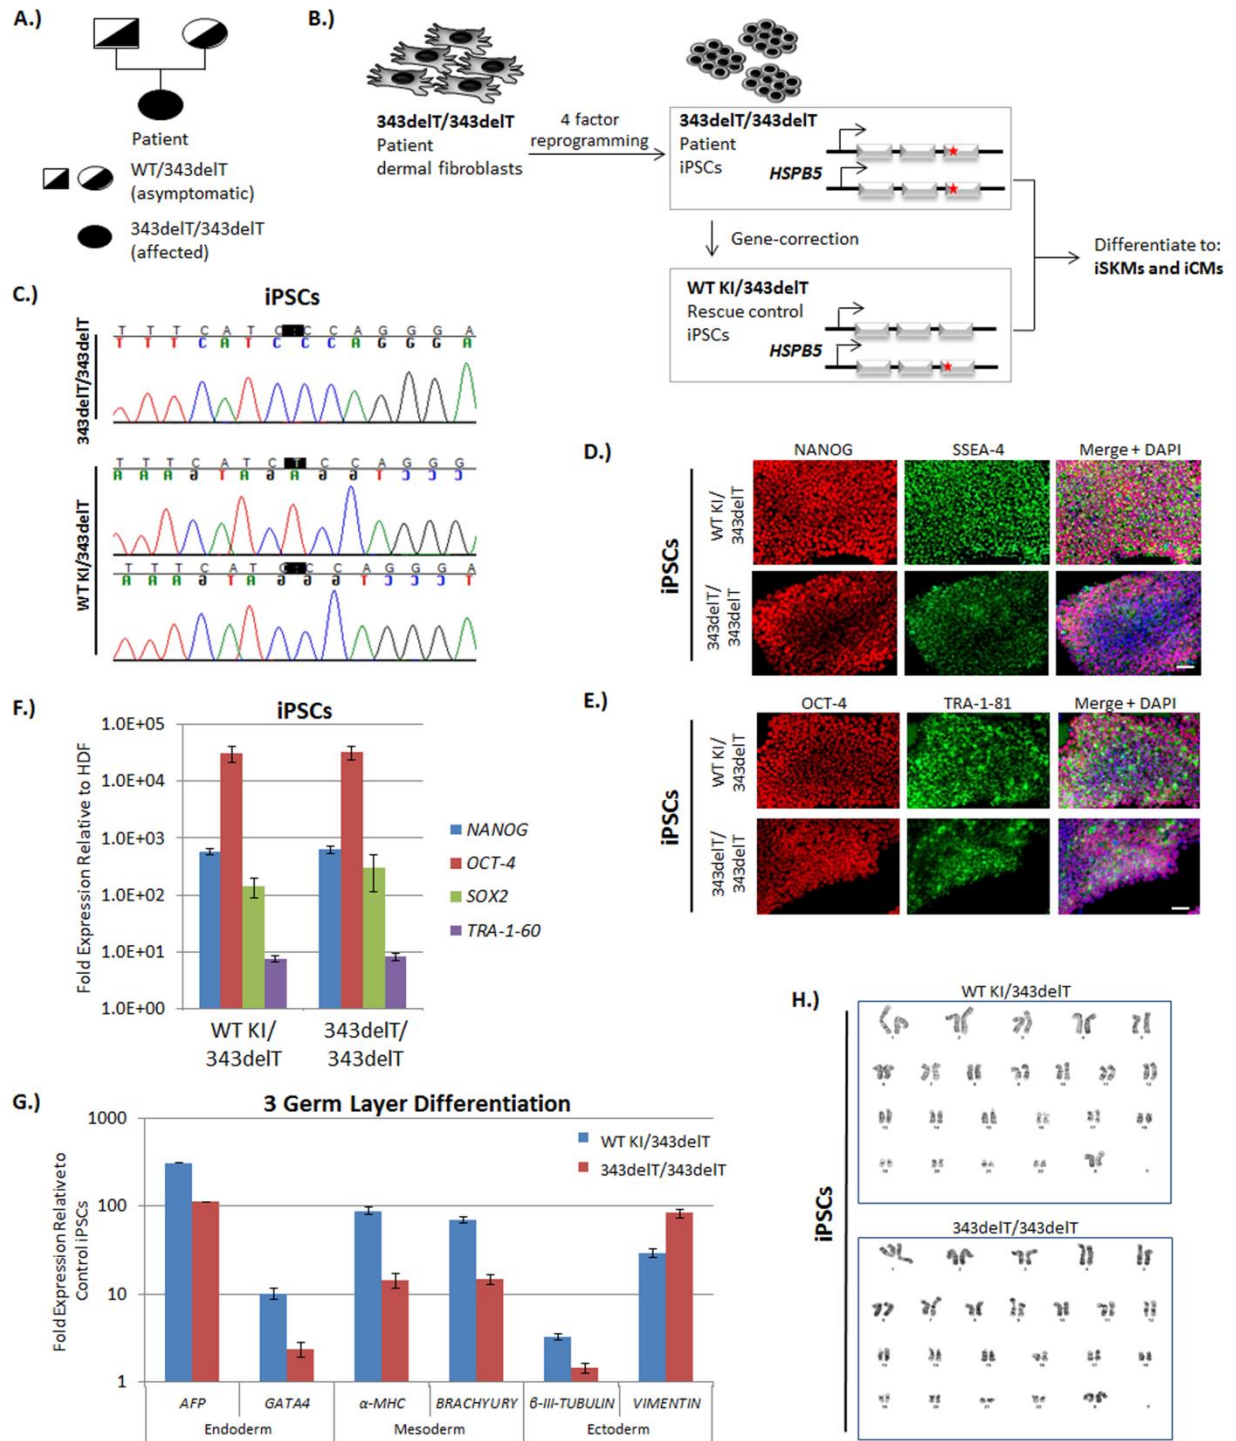 A.)
Patient
WT/343delT
(asymptomatic)
343delT/343delT
(affected)
B.)
343delT/343delT
Patient
dermal fibroblasts
4 factor
reprogramming
343delT/343delT
Patient
iPSCs
HSPB5
Gene-correction
WT KI/343delT
Rescue control
iPSCs
HSPB5
Differentiate to:
iSKMs and iCMs
C.)
iPSCs
343delT/343delT
T T T C A T C C C A G G G A
T T T C A T C C C A G G G A
WT KI/343delT
T T T C A T C T C C A G G G
A A A G T A G A G G T C C C
T T T C A T C C C A G G G A
A A A G T A G G G T C C C T
D.)
NANOG
SSEA-4
Merge + DAPI
iPSCs
WT KI/
343delT
343delT/
343delT
E.)
OCT-4
TRA-1-81
Merge + DAPI
iPSCs
WT KI/
343delT
343delT/
343delT
F.)
iPSCs
Fold Expression Relative to HDF
1.0E+05
1.0E+04
1.0E+03
1.0E+02
1.0E+01
1.0E+00
WT KI/
343delT
343delT/
343delT
NANOG
OCT-4
SOX2
TRA-1-60
G.)
3 Germ Layer Differentiation
Fold Expression Relative to
Control iPSCs
1000
100
10
1
WT KI/343delT
343delT/343delT
AFP GATA4 α-MHC BRACHYURY β-III-TUBULIN VIMENTIN
Endoderm Mesoderm Ectoderm
H.)
iPSCs
WT KI/343delT
343delT/343delT